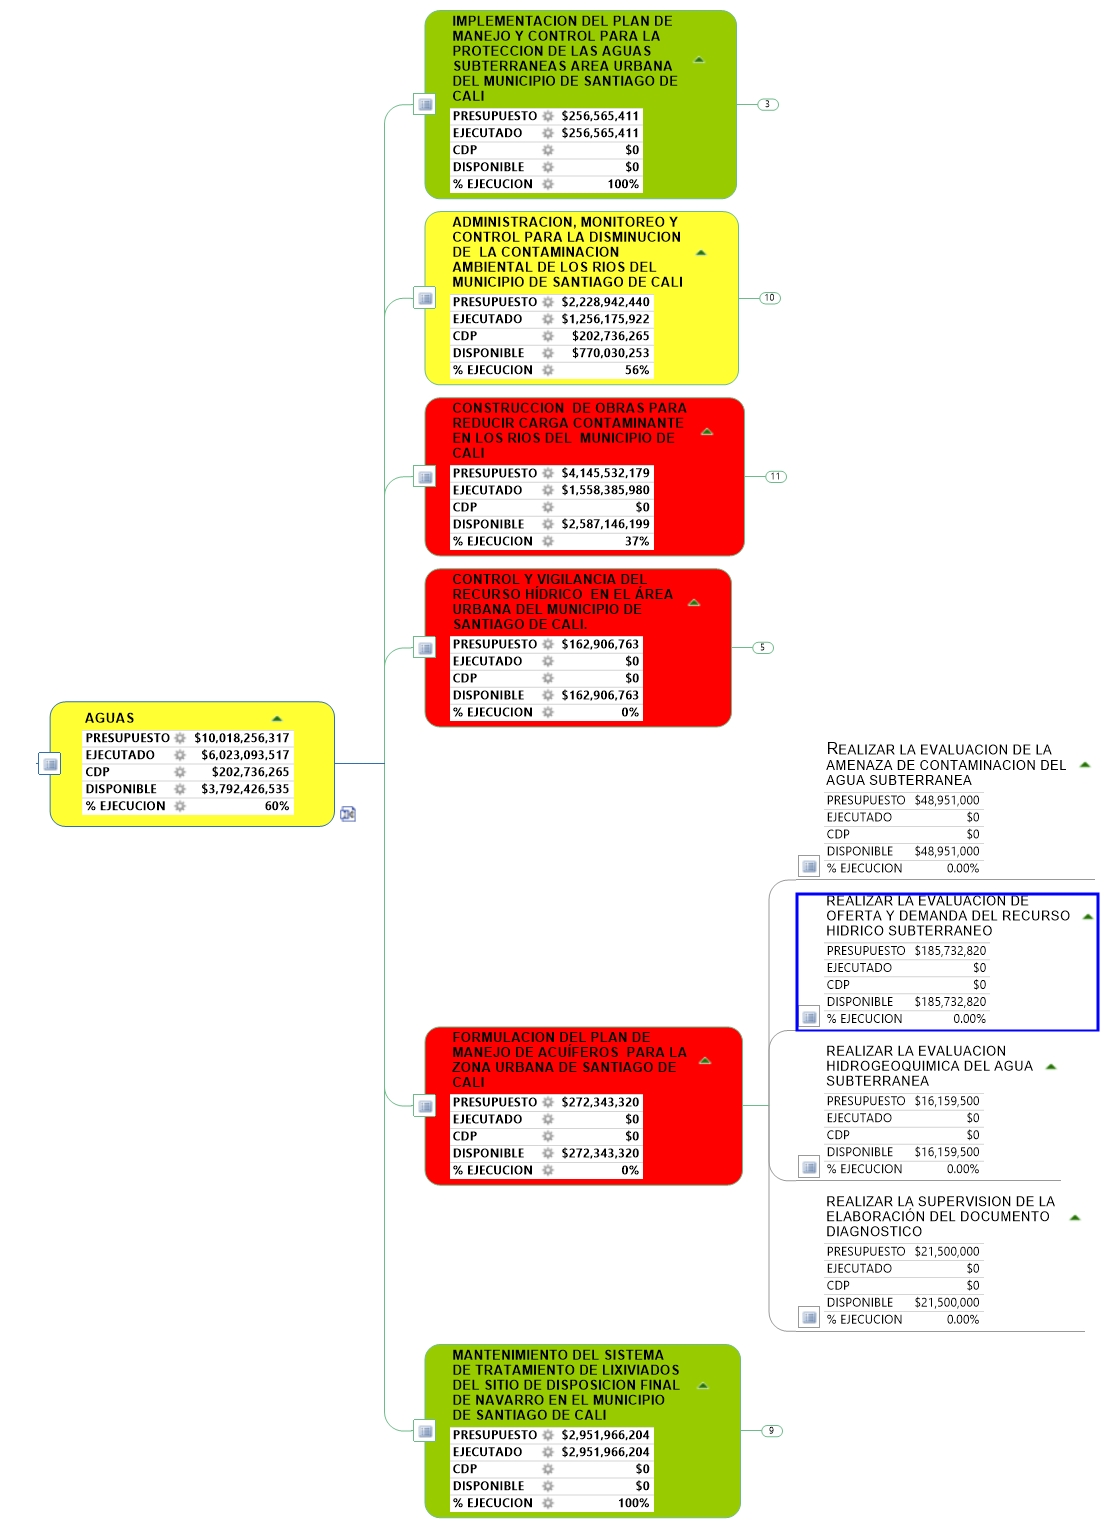 IMPLEMENTACION DEL PLAN DE
MANEJO Y CONTROL PARA LA
PROTECCION DE LAS AGUAS
SUBTERRANEAS AREA URBANA
DEL MUNICIPIO DE SANTIAGO DE
CALI
PRESUPUESTO $256,565,411
EJECUTADO $256,565,411
CDP $0
DISPONIBLE $0
% EJECUCION 100%
3
ADMINISTRACION, MONITOREO Y
CONTROL PARA LA DISMINUCION
DE LA CONTAMINACION
AMBIENTAL DE LOS RIOS DEL
MUNICIPIO DE SANTIAGO DE CALI
PRESUPUESTO $2,228,942,440
EJECUTADO $1,256,175,922
CDP $202,736,265
DISPONIBLE $770,030,253
% EJECUCION 56%
10
CONSTRUCCION DE OBRAS PARA
REDUCIR CARGA CONTAMINANTE
EN LOS RIOS DEL MUNICIPIO DE
CALI
PRESUPUESTO $4,145,532,179
EJECUTADO $1,558,385,980
CDP $0
DISPONIBLE $2,587,146,199
% EJECUCION 37%
11
CONTROL Y VIGILANCIA DEL
RECURSO HÍDRICO EN EL ÁREA
URBANA DEL MUNICIPIO DE
SANTIAGO DE CALI.
PRESUPUESTO $162,906,763
EJECUTADO $0
CDP $0
DISPONIBLE $162,906,763
% EJECUCION 0%
5
AGUAS
PRESUPUESTO $10,018,256,317
EJECUTADO $6,023,093,517
CDP $202,736,265
DISPONIBLE $3,792,426,535
% EJECUCION 60%
REALIZAR LA EVALUACION DE LA
AMENAZA DE CONTAMINACION DEL
AGUA SUBTERRANEA
PRESUPUESTO $48,951,000
EJECUTADO $0
CDP $0
DISPONIBLE $48,951,000
% EJECUCION 0.00%
REALIZAR LA EVALUACION DE
OFERTA Y DEMANDA DEL RECURSO
HIDRICO SUBTERRANEO
PRESUPUESTO $185,732,820
EJECUTADO $0
CDP $0
DISPONIBLE $185,732,820
% EJECUCION 0.00%
FORMULACION DEL PLAN DE
MANEJO DE ACUÍFEROS PARA LA
ZONA URBANA DE SANTIAGO DE
CALI
PRESUPUESTO $272,343,320
EJECUTADO $0
CDP $0
DISPONIBLE $272,343,320
% EJECUCION 0%
REALIZAR LA EVALUACION
HIDROGEOQUIMICA DEL AGUA
SUBTERRANEA
PRESUPUESTO $16,159,500
EJECUTADO $0
CDP $0
DISPONIBLE $16,159,500
% EJECUCION 0.00%
REALIZAR LA SUPERVISION DE LA
ELABORACIÓN DEL DOCUMENTO
DIAGNOSTICO
PRESUPUESTO $21,500,000
EJECUTADO $0
CDP $0
DISPONIBLE $21,500,000
% EJECUCION 0.00%
MANTENIMIENTO DEL SISTEMA
DE TRATAMIENTO DE LIXIVIADOS
DEL SITIO DE DISPOSICION FINAL
DE NAVARRO EN EL MUNICIPIO
DE SANTIAGO DE CALI
PRESUPUESTO $2,951,966,204
EJECUTADO $2,951,966,204
CDP $0
DISPONIBLE $0
% EJECUCION 100%
9